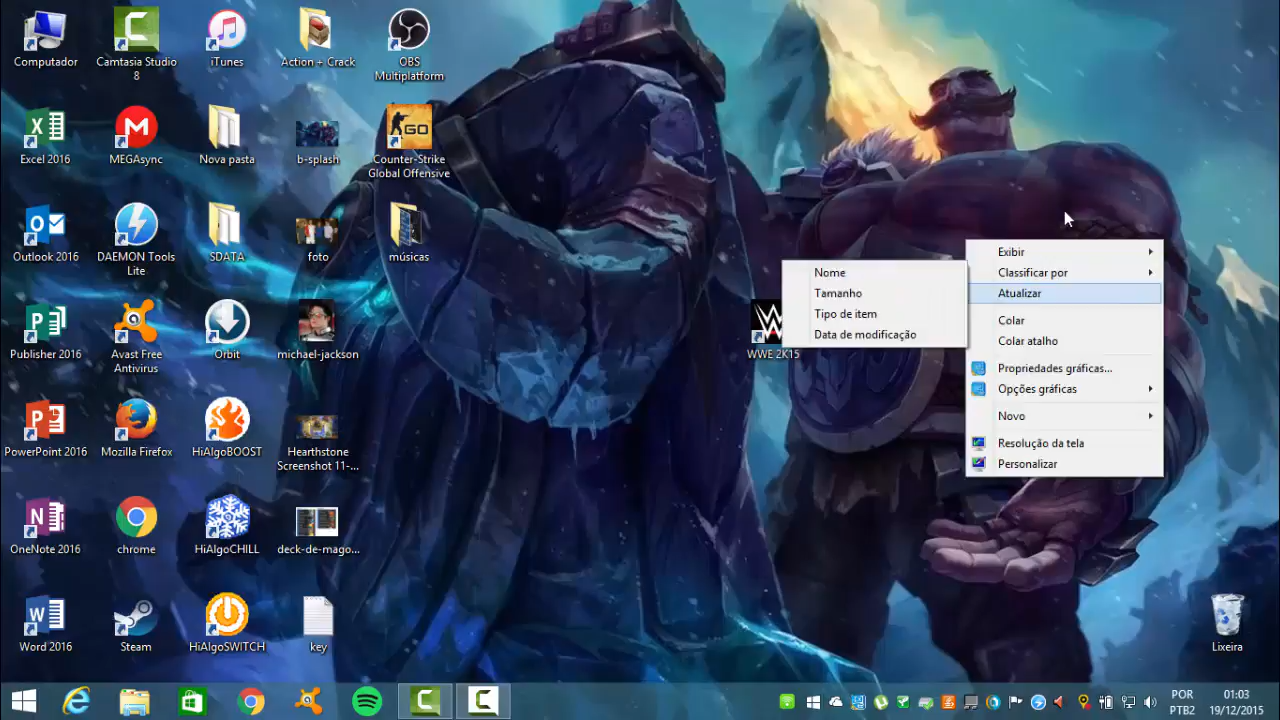 Computador
Camtasia Studio
8
iTunes
Action + Crack
OBS
Multiplatform
Excel 2016
MEGAsync
Nova pasta
b-splash
GO
Counter-Strike
Global Offensive
Outlook 2016
DAEMON Tools
Lite
SDATA
foto
músicas
Publisher 2016
Avast Free
Antivirus
Orbit
michael-jackson
WWE 2K15
PowerPoint 2016
Mozilla Firefox
HiAlgoBOOST
Hearthstone
Screenshot 11-...
OneNote 2016
chrome
HiAlgoCHILL
deck-de-mago...
Word 2016
Steam
HiAlgoSWITCH
key
Lixeira
Nome
Tamanho
Tipo de item
Data de modificação
Exibir
Classificar por
Atualizar
Colar
Colar atalho
Propriedades gráficas...
Opções gráficas
Novo
Resolução da tela
Personalizar
POR
PTB2
01:03
19/12/2015